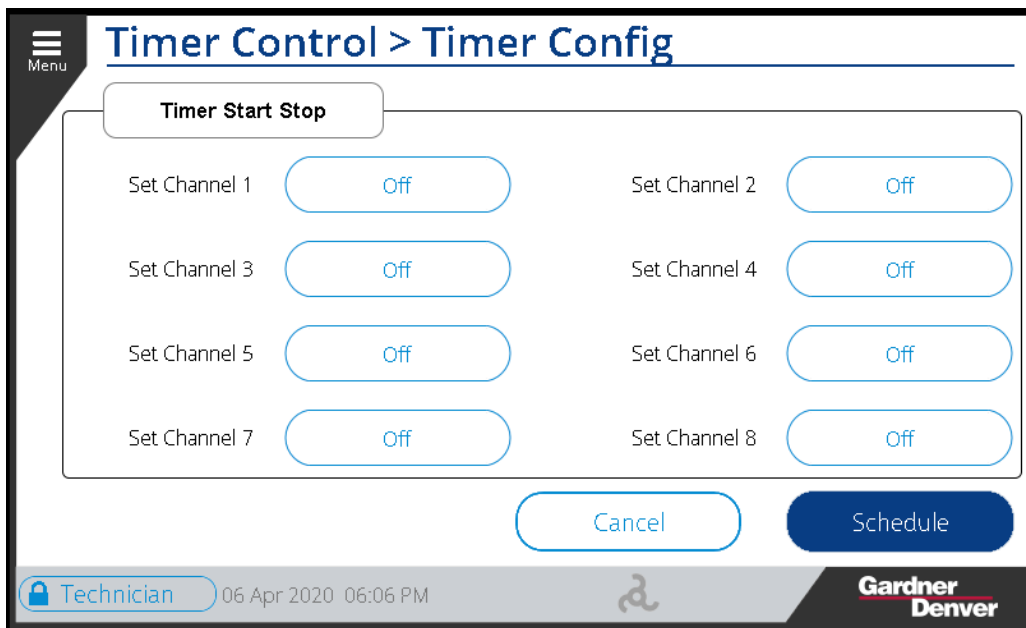 Menu
Timer Control > Timer Config
Timer Start Stop
Set Channel 1 Off Set Channel 2 Off
Set Channel 3 Off Set Channel 4 Off
Set Channel 5 Off Set Channel 6 Off
Set Channel 7 Off Set Channel 8 Off
Cancel Schedule
Technician 06 Apr 2020 06:06 PM
Gardner
Denver